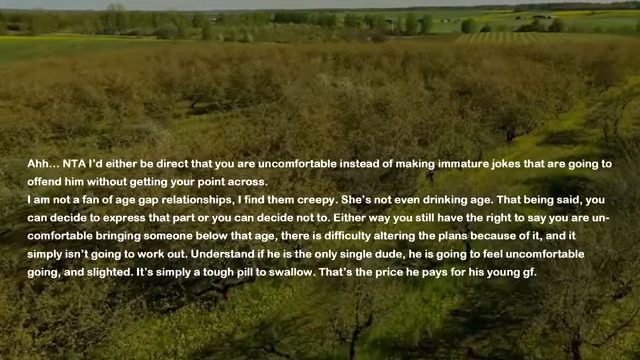 Ahh... NTA I'd either be direct that you are uncomfortable instead of making immature jokes that are going to
offend him without getting your point across.
I am not a fan of age gap relationships, I find them creepy. She's not even drinking age. That being said, you
can decide to express that part or you can decide not to. Either way you still have the right to say you are un-
comfortable bringing someone below that age, there is difficulty altering the plans because of it, and it
simply isn't going to work out. Understand if he is the only single dude, he is going to feel uncomfortable
going, and slighted. It's simply a tough pill to swallow. That's the price he pays for his young gf.